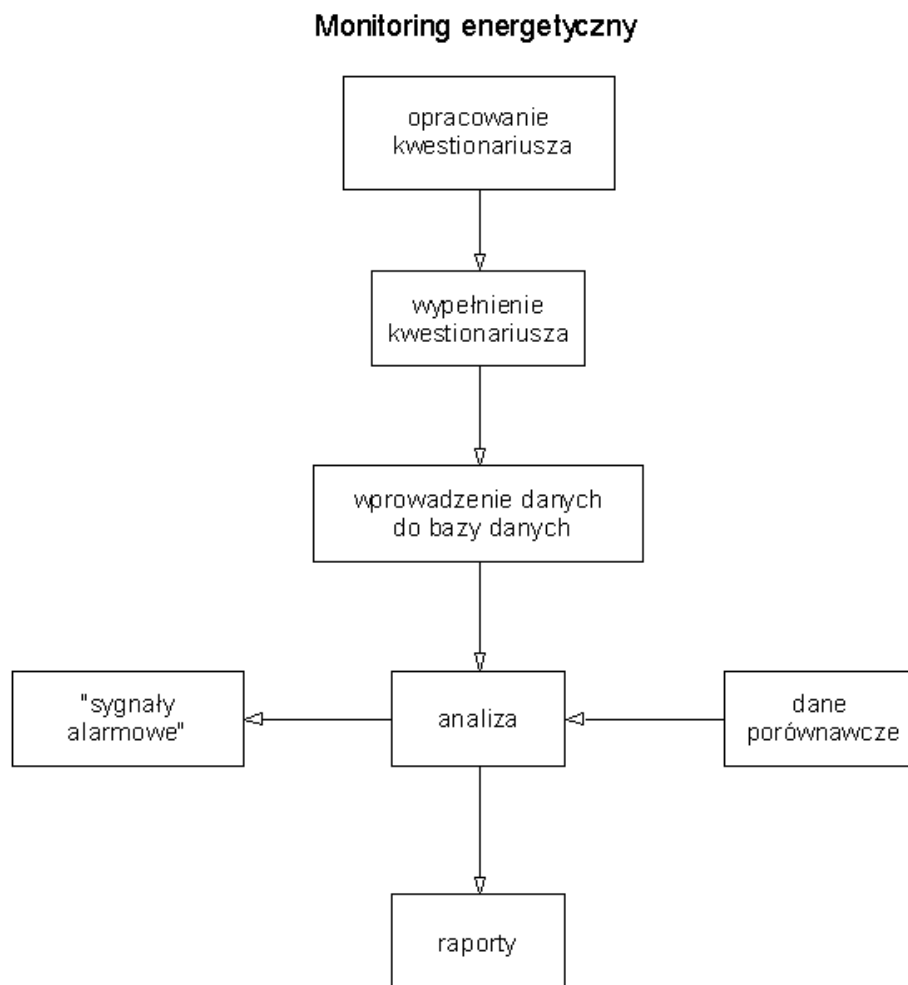 Monitoring energetyczny
opracowanie
kwestionariusza
wypełnienie
kwestionariusza
wprowadzenie danych
do bazy danych
"sygnały
alarmowe"
analiza
dane
porównawcze
raporty